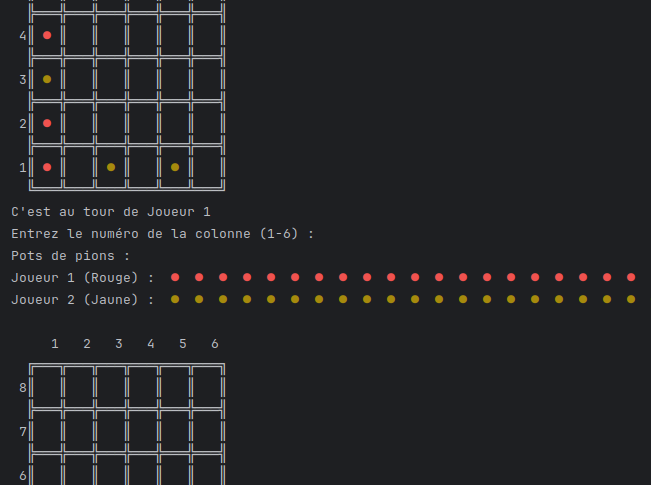 4
3
2
1
C'est au tour de Joueur 1
Entrez le numéro de la colonne (1-6) :
Pots de pions :
Joueur 1 (Rouge) : ● ● ● ● ● ● ● ● ● ● ● ● ● ● ● ● ● ● ● ●
Joueur 2 (Jaune) : ● ● ● ● ● ● ● ● ● ● ● ● ● ● ● ● ● ● ● ●
1 2 3 4 5 6
8
7
6